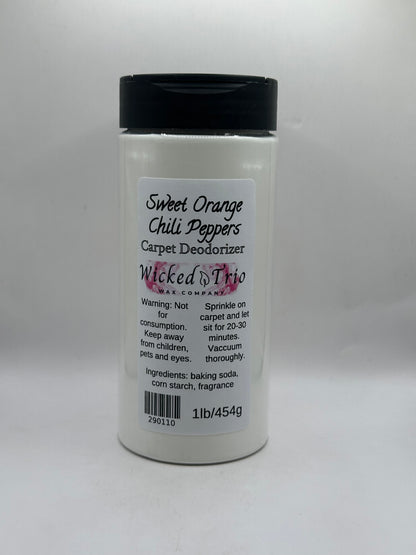 Sweet Orange
Chili Peppers
Carpet Deodorizer
Wicked Trio
WAX COMPANY
Warning: Not
for
consumption.
Keep away
from children,
pets and eyes.
Sprinkle on
carpet and let
sit for 20-30
minutes.
Vaccuum
thoroughly.
Ingredients: baking soda,
corn starch, fragrance
290110
1lb/454g